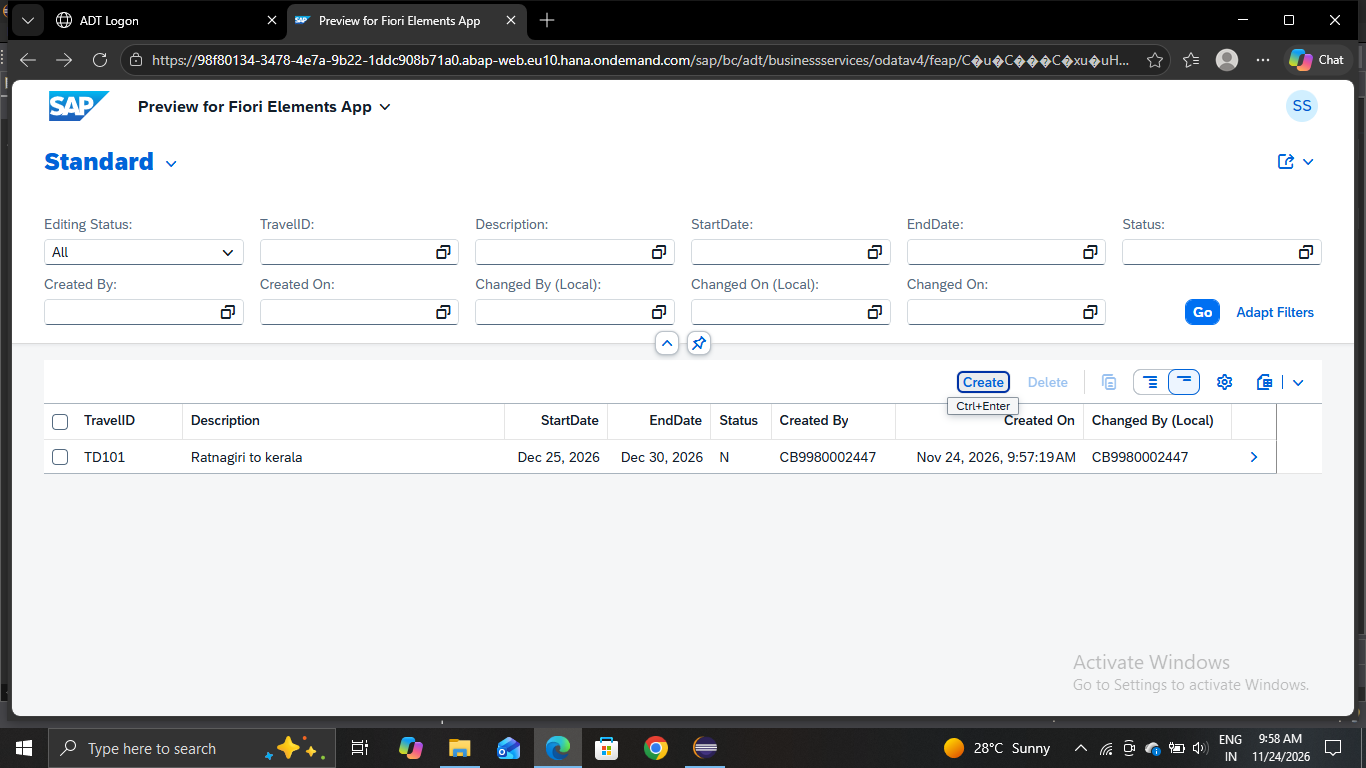 ADT Logon
SAP Preview for Fiori Elements App
https://98f80134-3478-4e7a-9b22-1ddc908b71a0.abap-web.eu10.hana.ondemand.com/sap/bc/adt/businessservices/odatav4/feap/C�u�C���C�xu�uH...
Chat
SAP Preview for Fiori Elements App SS
Standard
Editing Status: TravelID: Description: StartDate: EndDate: Status:
All
Created By: Created On: Changed By (Local): Changed On (Local): Changed On:
Go Adapt Filters
Create Delete
Ctrl+Enter
TravelID Description StartDate EndDate Status Created By Created On Changed By (Local)
TD101 Ratnagiri to kerala Dec 25, 2026 Dec 30, 2026 N CB9980002447 Nov 24, 2026, 9:57:19 AM CB9980002447
Activate Windows
Go to Settings to activate Windows.
Type here to search
28°C Sunny
ENG
IN
9:58 AM
11/24/2026